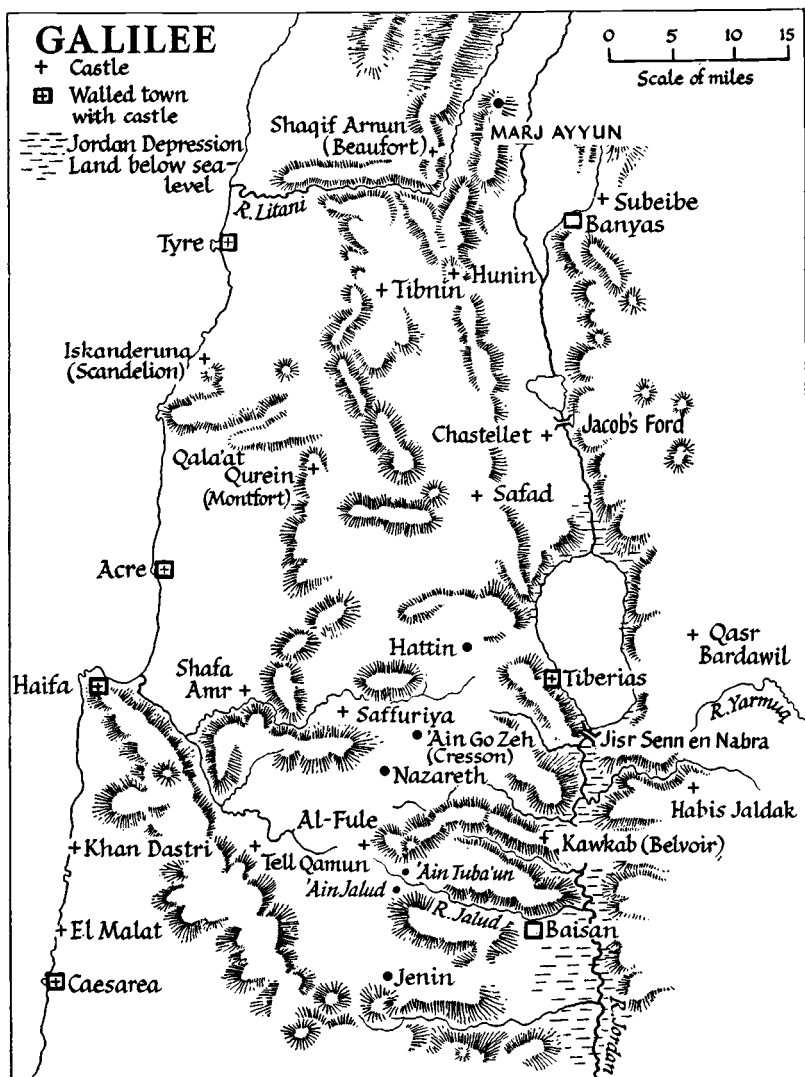 GALILEE
Castle
Walled town
with castle
Jordan Depression
Land below sea-
level
0 5 10 15
Scale of miles
MARJ AYYUN
Shaqif Arnun
(Beaufort)
R. Litani
Subeibe
Banyas
Tyre
Hunin
Tibnin
Iskanderuna
(Scandelion)
Jacob's Ford
Chastellet
Qala'at
Qurein
(Montfort)
Safad
Acre
Hattin
Qasr
Bardawil
Haifa
Shafa
Amr
Tiberias
R. Yarmuq
Saffuriya
'Ain Go Zeh
(Cresson)
Jisr Senn en Nabra
Nazareth
Habis Jaldak
Al-Fule
Khan Dastri
Tell Qamun
Kawkab (Belvoir)
'Ain Tuba'un
'Ain Jalud
R. Jalud
El Malat
Baisan
Caesarea
Jenin
R. Jordan